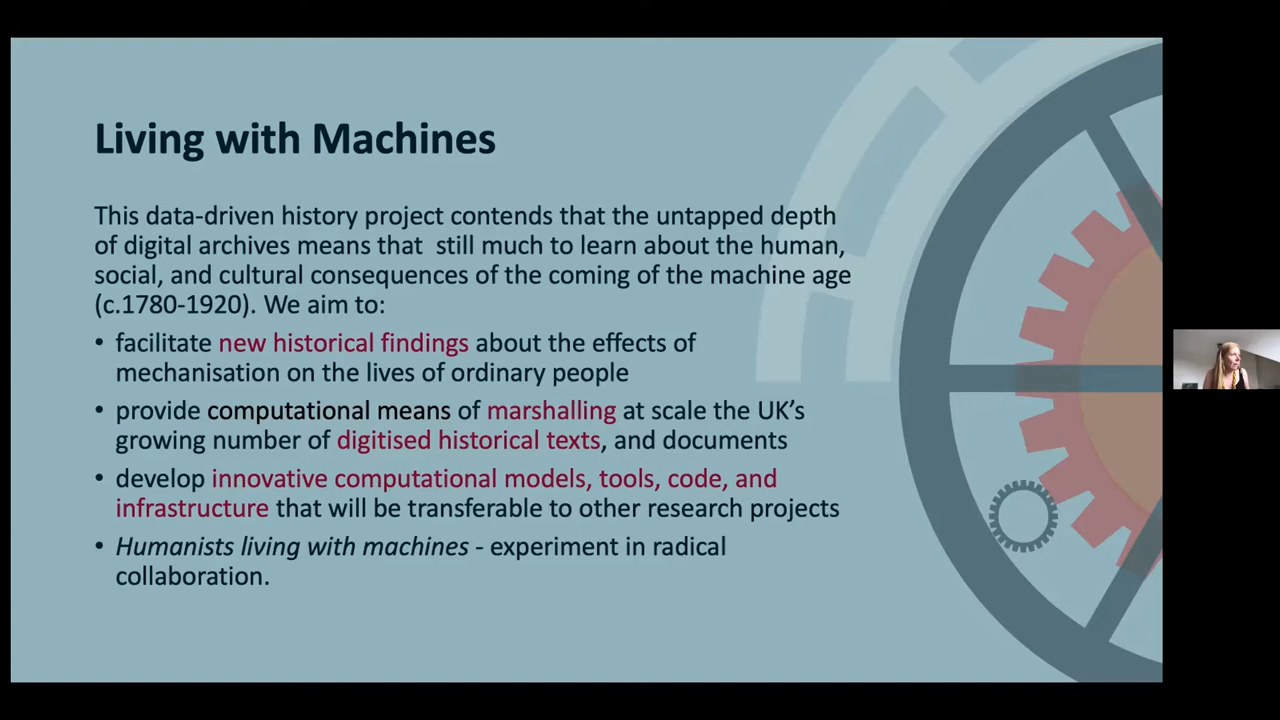 Living with Machines
This data-driven history project contends that the untapped depth
of digital archives means that  still much to learn about the human,
social, and cultural consequences of the coming of the machine age
(c.1780-1920). We aim to:
• facilitate new historical findings about the effects of
mechanisation on the lives of ordinary people
• provide computational means of marshalling at scale the UK’s
growing number of digitised historical texts, and documents
• develop innovative computational models, tools, code, and
infrastructure that will be transferable to other research projects
• Humanists living with machines - experiment in radical
collaboration.